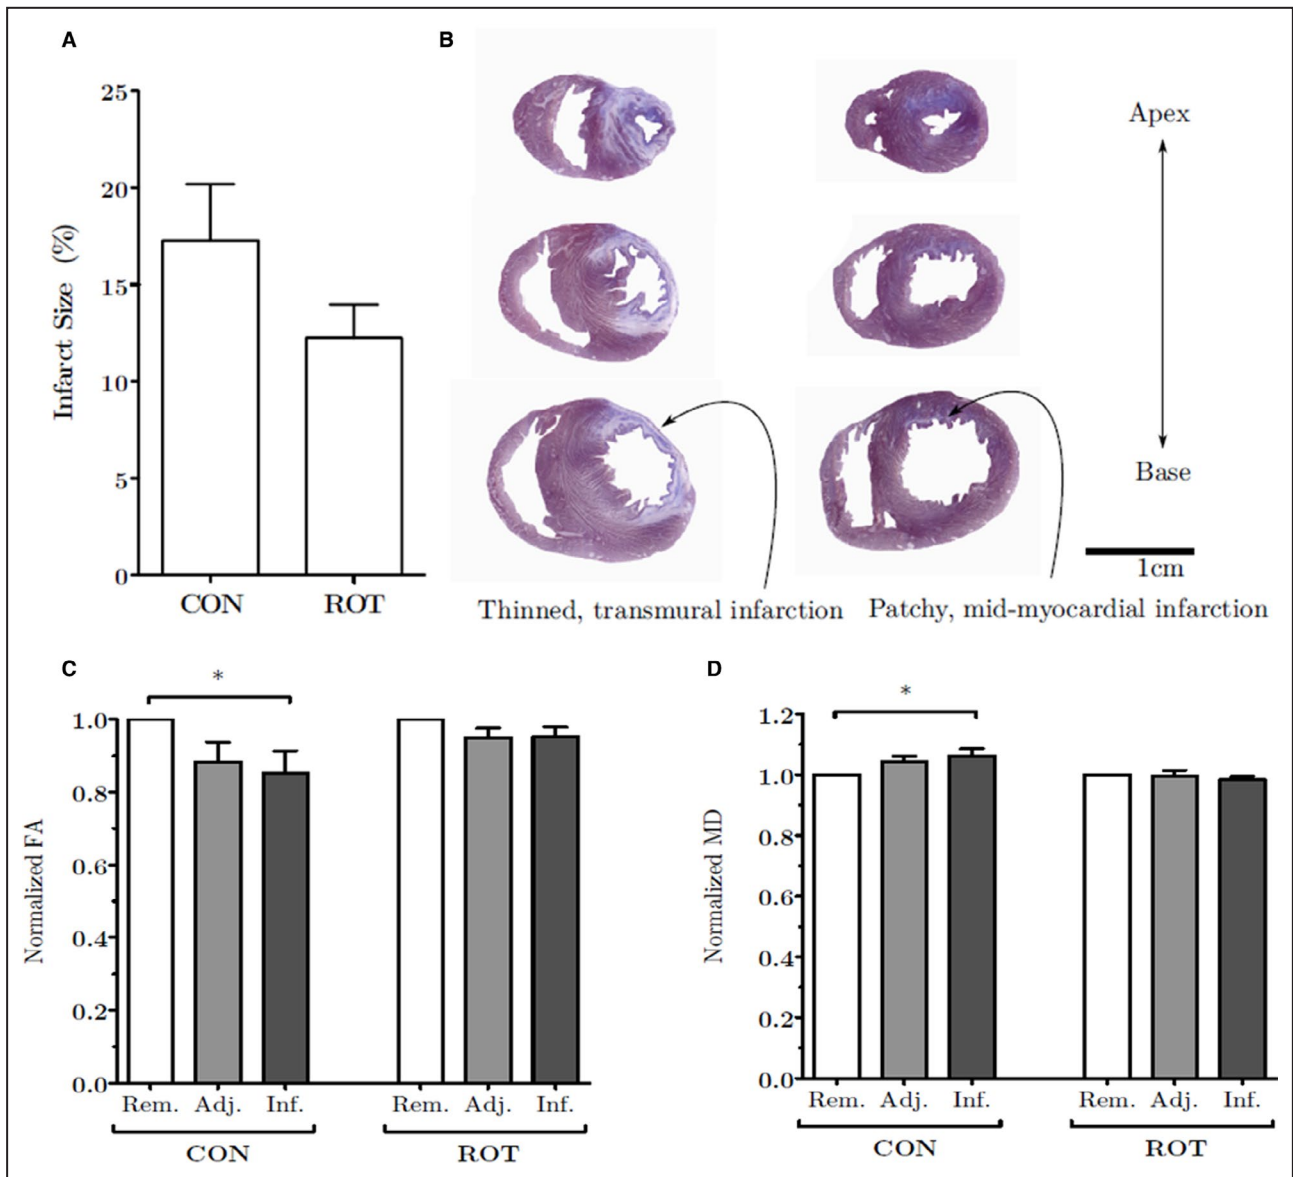 A
B
25
20
15
10
5
0
Infarct Size (%)
CON
ROT
Apex
Base
1cm
Thinned, transmural infarction
Patchy, mid-myocardial infarction
C
*
1.0
0.8
0.6
0.4
0.2
0.0
Normalized FA
Rem. Adj. Inf. Rem. Adj. Inf.
CON ROT
D
*
1.2
1.0
0.8
0.6
0.4
0.2
0.0
Normalized MD
Rem. Adj. Inf. Rem. Adj. Inf.
CON ROT